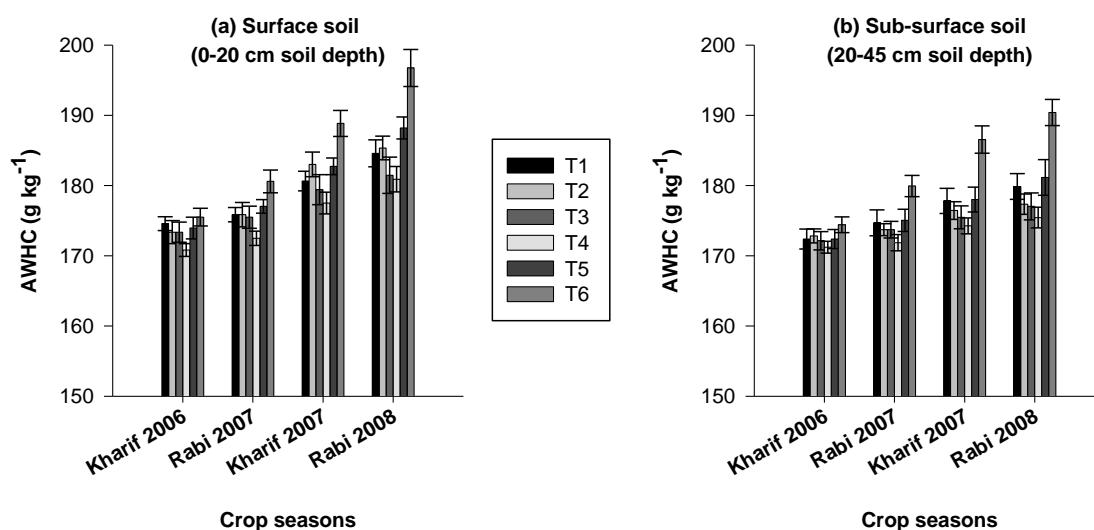 (a) Surface soil
(0-20 cm soil depth)
AWHC (g kg⁻¹)
200
190
180
170
160
150
Kharif 2006
Rabi 2007
Kharif 2007
Rabi 2008
Crop seasons
T1
T2
T3
T4
T5
T6
(b) Sub-surface soil
(20-45 cm soil depth)
AWHC (g kg⁻¹)
200
190
180
170
160
150
Kharif 2006
Rabi 2007
Kharif 2007
Rabi 2008
Crop seasons